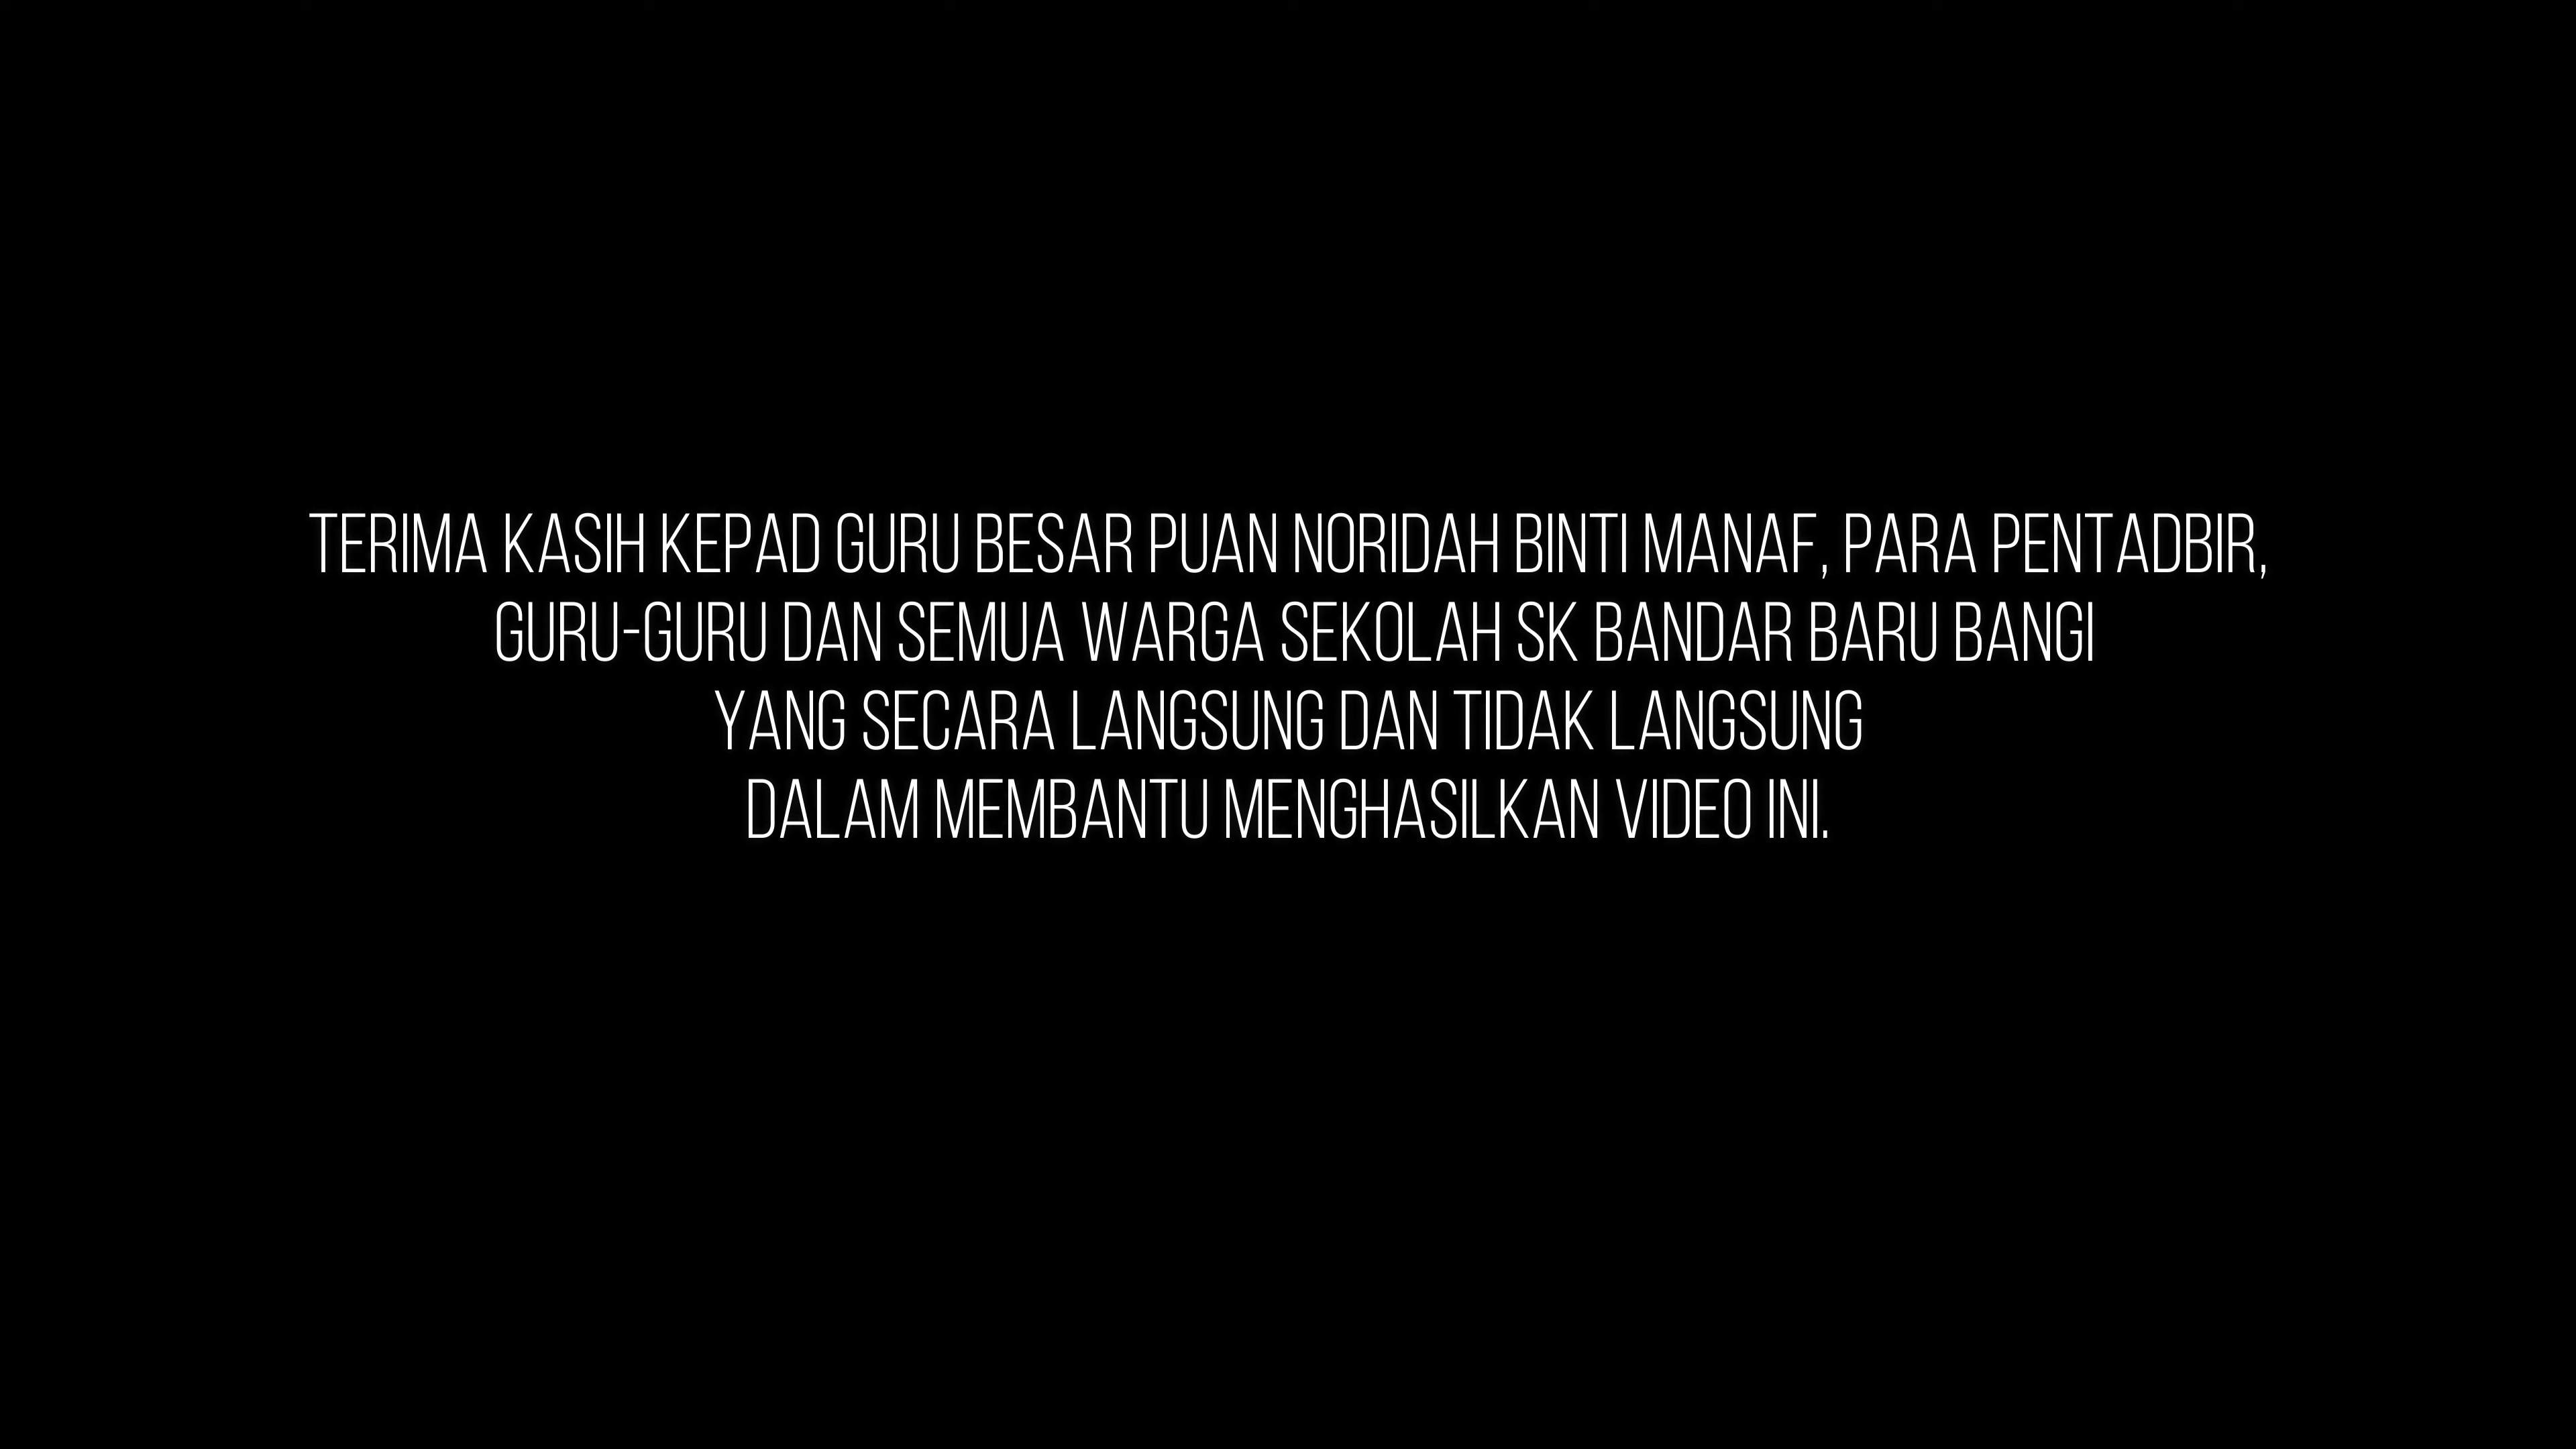 TERIMA KASIH KEPAD GURU BESAR PUAN NORIDAH BINTI MANAF, PARA PENTADBIR,
GURU-GURU DAN SEMUA WARGA SEKOLAH SK BANDAR BARU BANGI
YANG SECARA LANGSUNG DAN TIDAK LANGSUNG
DALAM MEMBANTU MENGHASILKAN VIDEO INI.